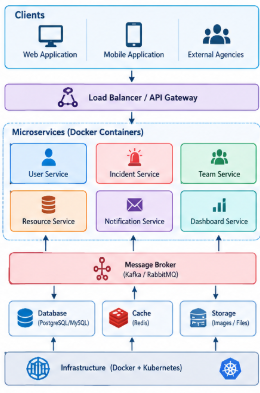 Clients
Web Application
Mobile Application
External Agencies
Load Balancer / API Gateway
Microservices (Docker Containers)
User Service
Incident Service
Team Service
Resource Service
Notification Service
Dashboard Service
Message Broker
(Kafka / RabbitMQ)
Database
(PostgreSQL/MySQL)
Cache
(Redis)
Storage
(Images / Files)
Infrastructure (Docker + Kubernetes)